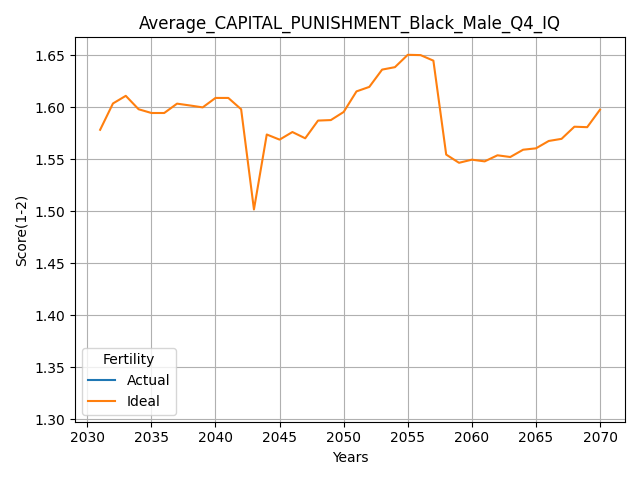 Average_CAPITAL_PUNISHMENT_Black_Male_Q4_IQ
Score(1-2)
1.65
1.60
1.55
1.50
1.45
1.40
1.35
1.30
Fertility
Actual
Ideal
2030 2035 2040 2045 2050 2055 2060 2065 2070
Years